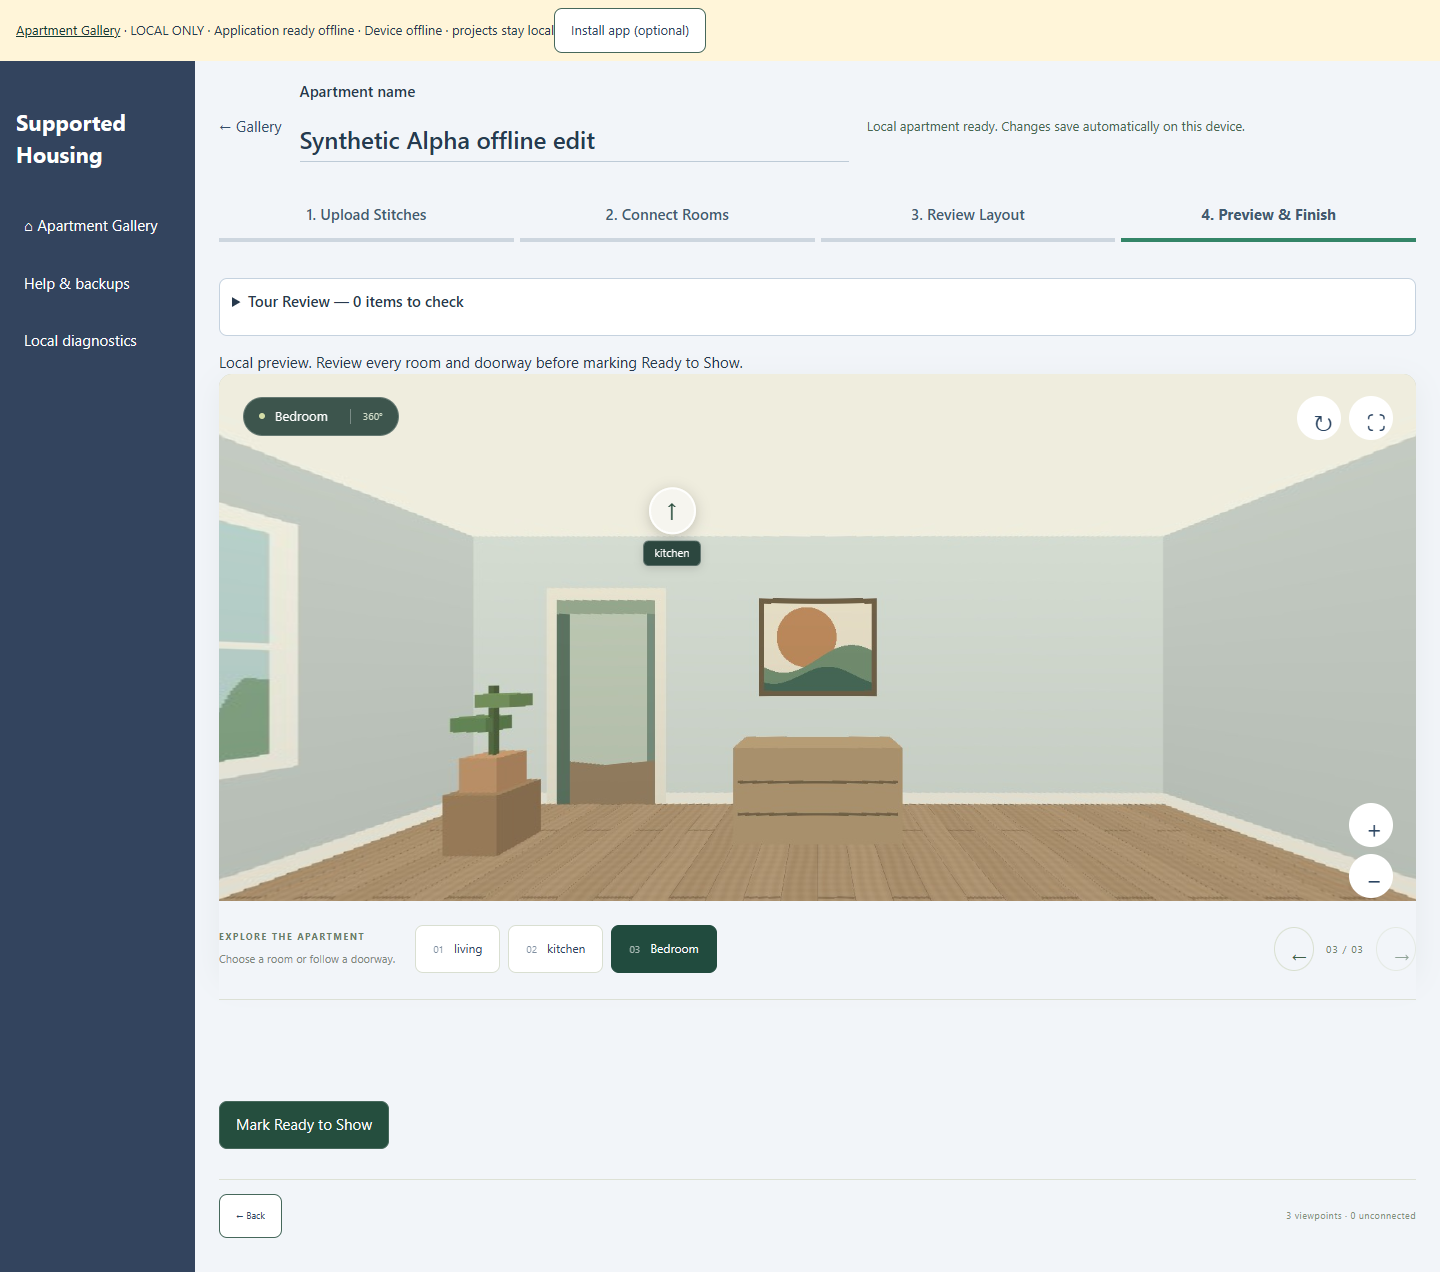 Apartment Gallery · LOCAL ONLY · Application ready offline · Device offline · projects stay local
Install app (optional)
Supported
Housing
⌂ Apartment Gallery
Help & backups
Local diagnostics
← Gallery
Apartment name
Synthetic Alpha offline edit
Local apartment ready. Changes save automatically on this device.
1. Upload Stitches
2. Connect Rooms
3. Review Layout
4. Preview & Finish
▶ Tour Review — 0 items to check
Local preview. Review every room and doorway before marking Ready to Show.
Bedroom
360°
↻
↑
kitchen
+
−
EXPLORE THE APARTMENT
Choose a room or follow a doorway.
01 living
02 kitchen
03 Bedroom
← 03 / 03 →
Mark Ready to Show
← Back
3 viewpoints · 0 unconnected